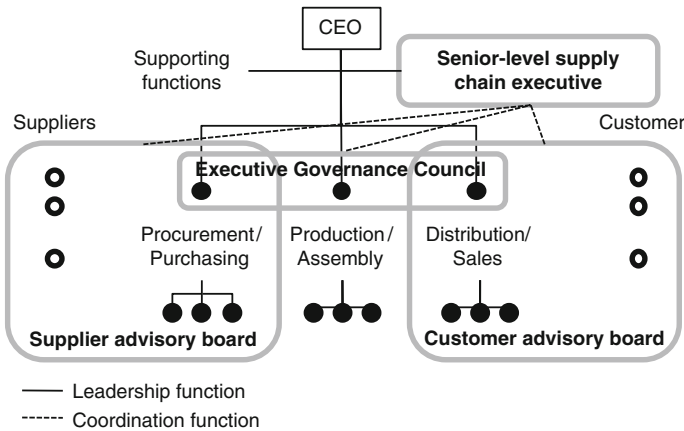 CEO
Supporting
functions
Senior-level supply
chain executive
Suppliers
Customer
Executive Governance Council
Procurement/
Purchasing
Production/
Assembly
Distribution/
Sales
Supplier advisory board
Customer advisory board
Leadership function
Coordination function